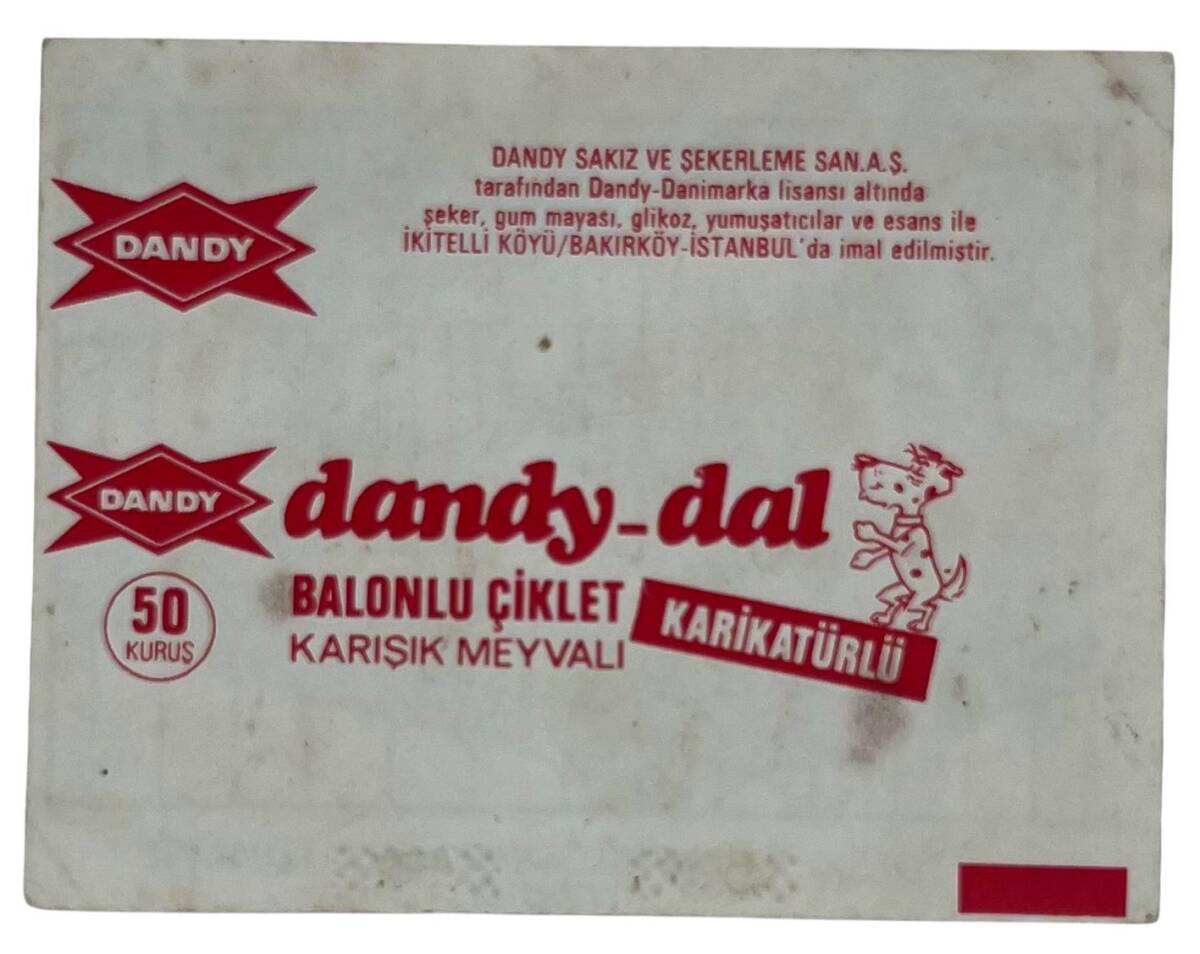 DANDY
DANDY SAKIZ VE ŞEKERLEME SAN.A.Ş.
tarafından Dandy-Danimarka lisansı altında
şeker, gum mayası, glikoz, yumuşatıcılar ve esans ile
İKİTELLİ KÖYÜ/BAKIRKÖY-İSTANBUL'da imal edilmiştir.
DANDY
dandy-dal
50
KURUŞ
BALONLU ÇİKLET
KARIŞIK MEYVALI
KARİKATÜRLÜ